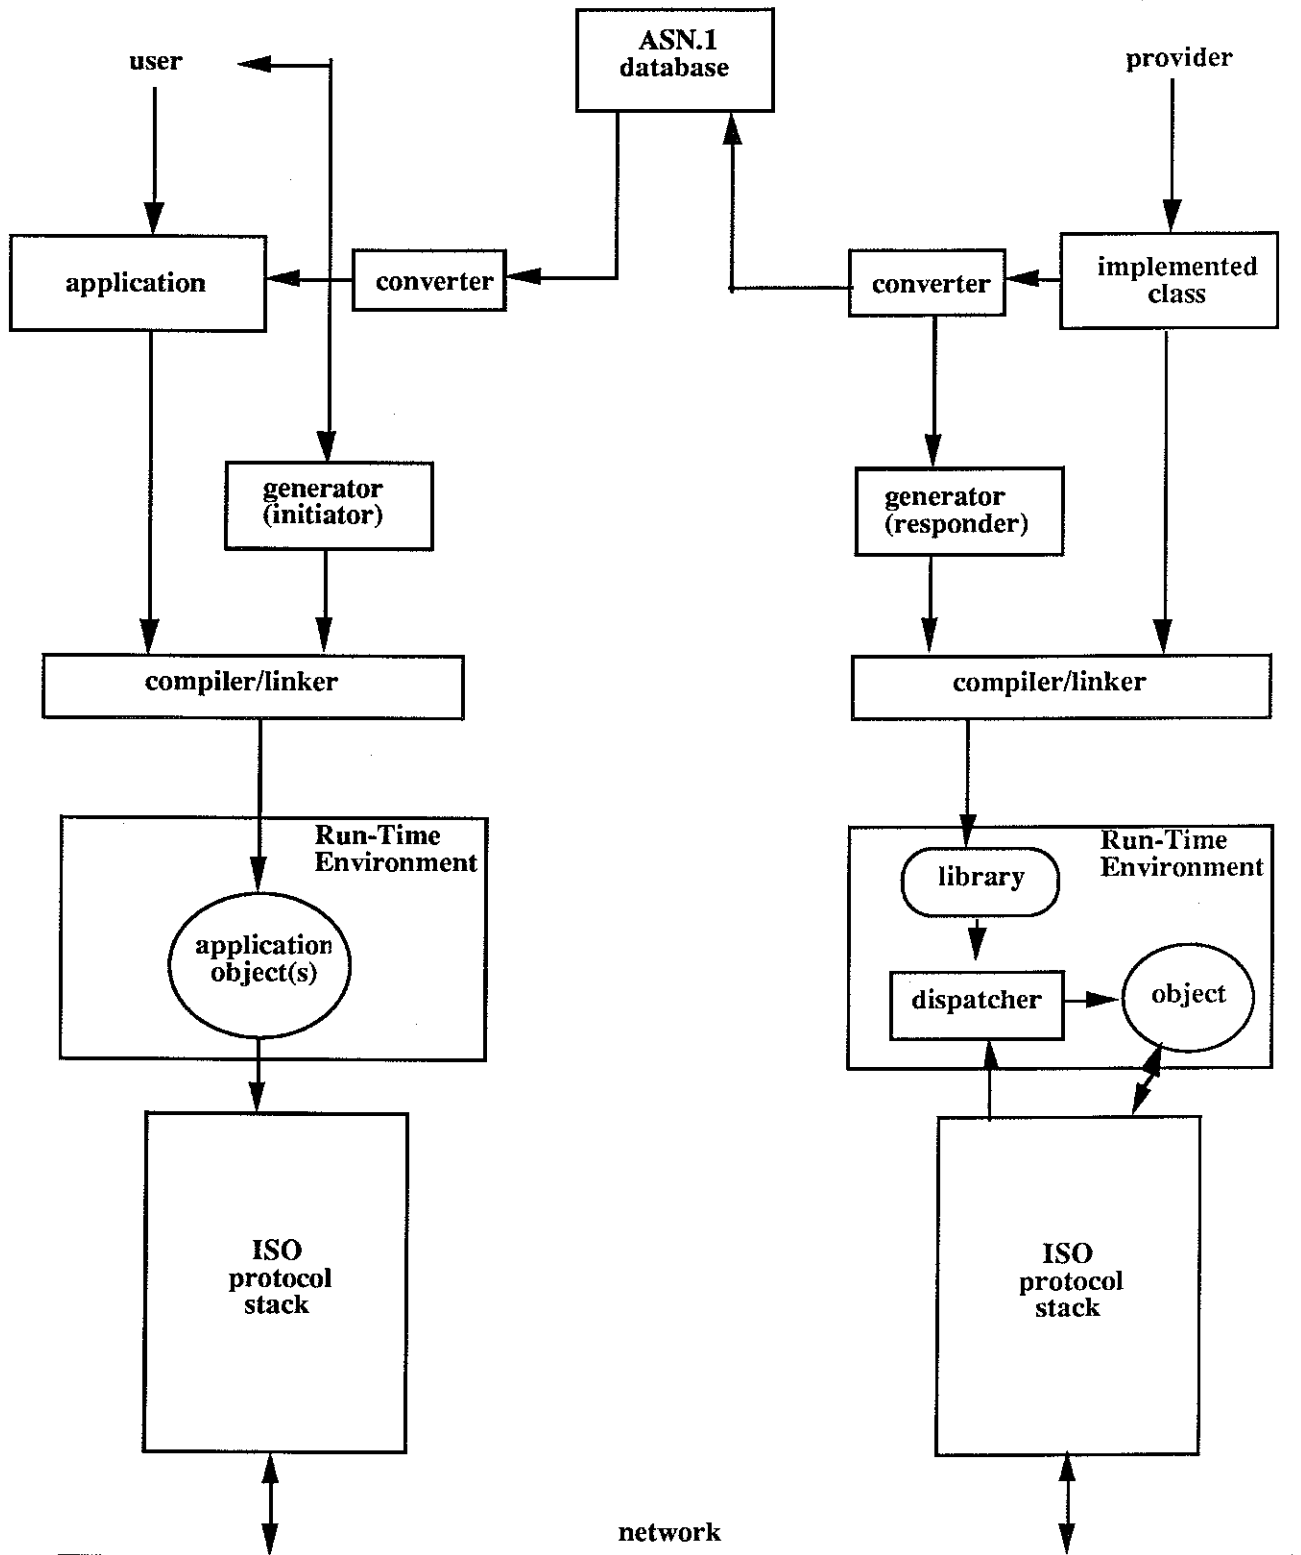 ASN.1
database
user
provider
application
converter
converter
implemented
class
generator
(initiator)
generator
(responder)
compiler/linker
compiler/linker
Run-Time
Environment
Run-Time
Environment
library
application
object(s)
dispatcher
object
ISO
protocol
stack
ISO
protocol
stack
network